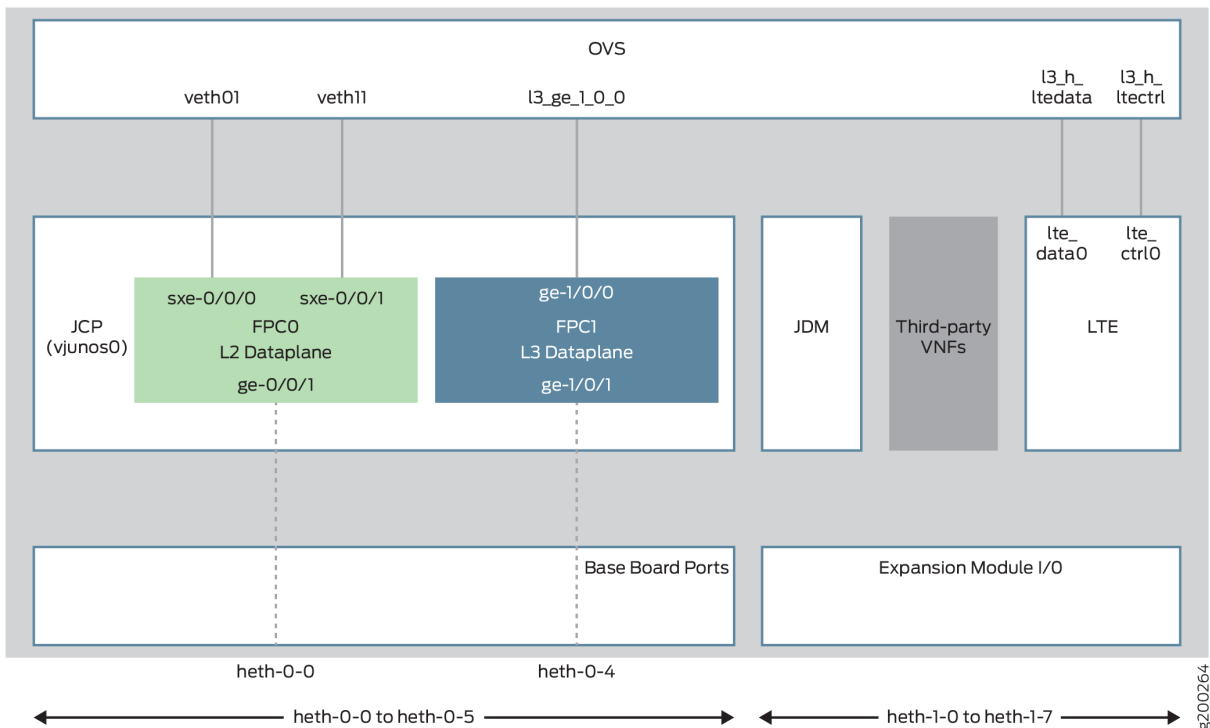 OVS
veth01
veth11
l3_ge_1_0_0
l3_h_
ltedata
l3_h_
ltectrl
lte_
data0
lte_
ctrl0
sxe-0/0/0
sxe-0/0/1
ge-1/0/0
JCP
(vjunos0)
FPC0
L2 Dataplane
ge-0/0/1
FPC1
L3 Dataplane
ge-1/0/1
JDM
Third-party
VNFs
LTE
Base Board Ports
Expansion Module I/O
heth-0-0
heth-0-4
heth-0-0 to heth-0-5
heth-1-0 to heth-1-7
g200264